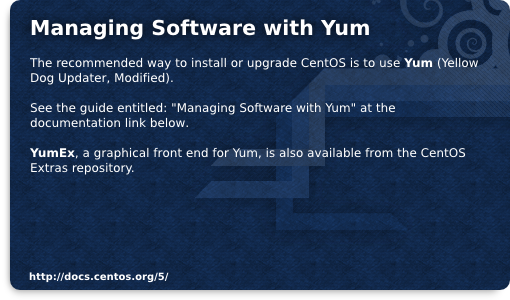 Managing Software with Yum
The recommended way to install or upgrade CentOS is to use Yum (Yellow
Dog Updater, Modified).
See the guide entitled: "Managing Software with Yum" at the
documentation link below.
YumEx, a graphical front end for Yum, is also available from the CentOS
Extras repository.
http://docs.centos.org/5/